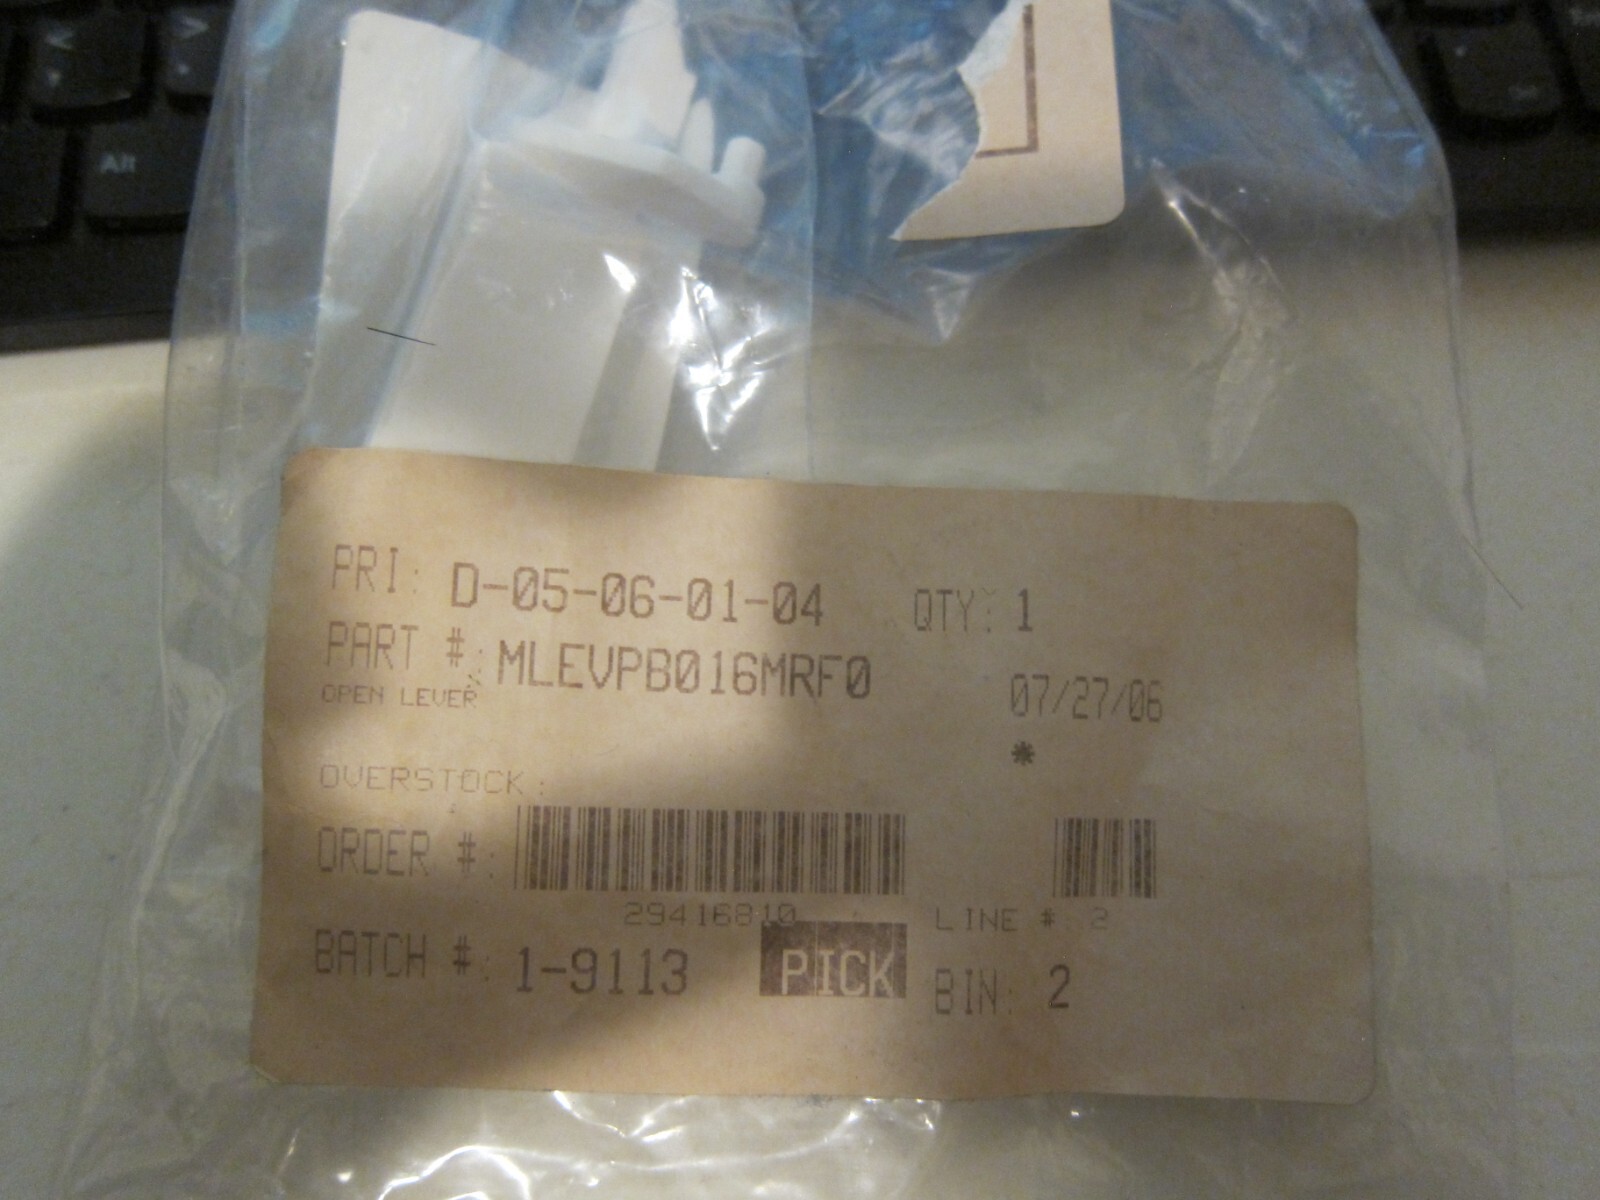 Alt
PRI: D-05-06-01-04 QTY: 1
PART #: MLEVPB016MRF0
OPEN LEVER 07/27/06
*
OVERSTOCK:
ORDER #:
29416810 LINE #: 2
BATCH #: 1-9113 PICK BIN: 2